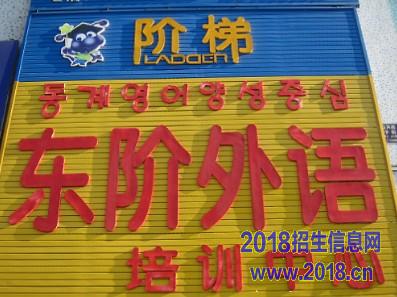 阶梯
LADDER
동계영어양성중심
东阶外语
培训中心
2018招生信息网
www.2018.cn